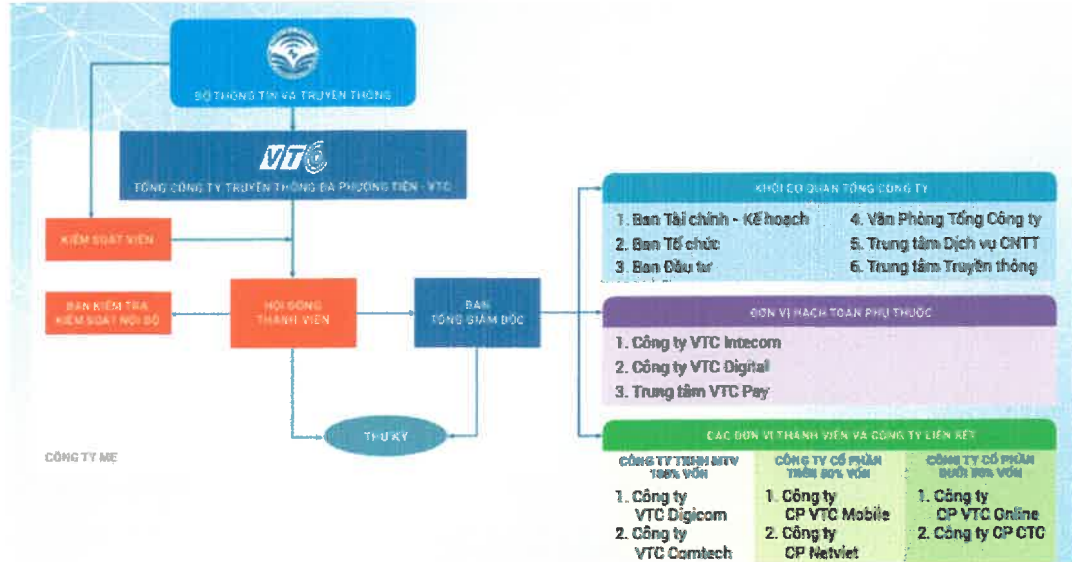 BỘ THÔNG TIN VÀ TRUYỀN THÔNG
VTC
TỔNG CÔNG TY TRUYỀN THÔNG ĐA PHƯƠNG TIỆN - VTC
KIỂM SOÁT VIÊN
BAN KIỂM TRA
KIỂM SOÁT NỘI BỘ
HỘI ĐỒNG
THÀNH VIÊN
BAN
TỔNG GIÁM ĐỐC
THƯ KÝ
CÔNG TY MẸ
KHỐI CƠ QUAN TỔNG CÔNG TY
1. Ban Tài chính - Kế hoạch
2. Ban Tổ chức
3. Ban Đầu tư
4. Văn Phòng Tổng Công ty
5. Trung tâm Dịch vụ CNTT
6. Trung tâm Truyền thông
ĐƠN VỊ HẠCH TOÁN PHỤ THUỘC
1. Công ty VTC Intecom
2. Công ty VTC Digital
3. Trung tâm VTC Pay
CÁC ĐƠN VỊ THÀNH VIÊN VÀ CÔNG TY LIÊN KẾT
CÔNG TY TNHH MTV
100% VỐN
1. Công ty
VTC Digicom
2. Công ty
VTC Comtech
CÔNG TY CỔ PHẦN
TRÊN 50% VỐN
1. Công ty
CP VTC Mobile
2. Công ty
CP Netviet
CÔNG TY CỔ PHẦN
DƯỚI 50% VỐN
1. Công ty
CP VTC Online
2. Công ty CP CTC